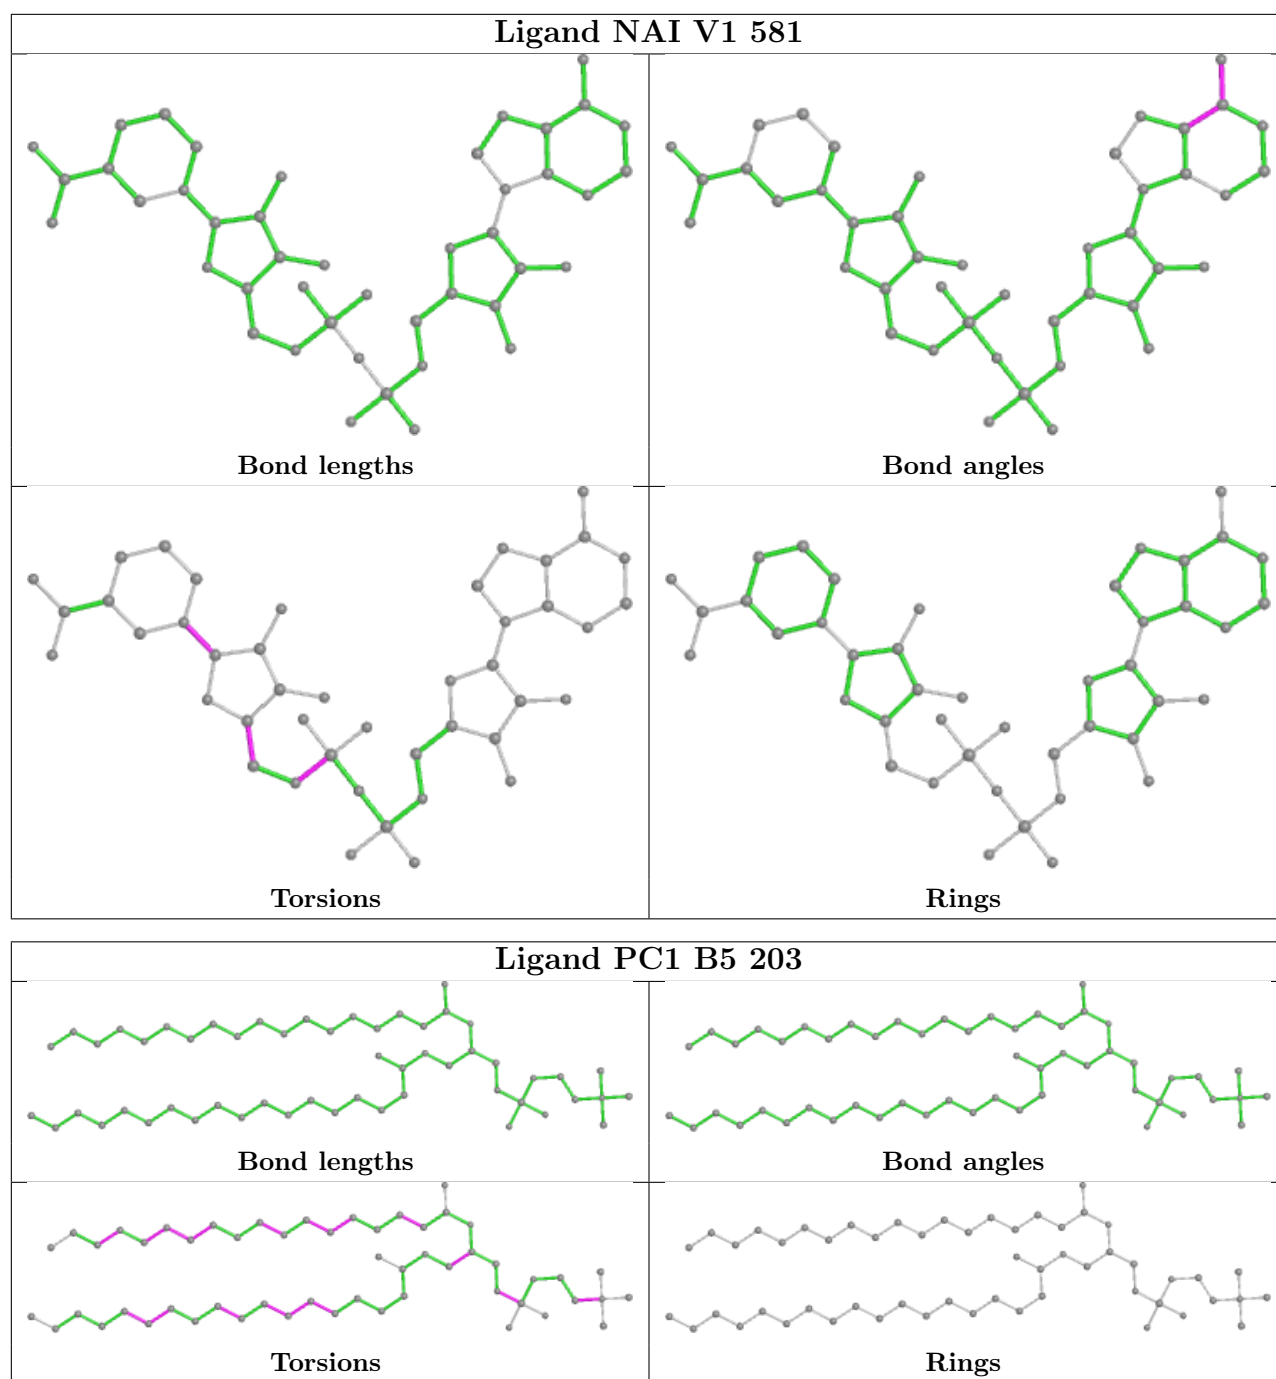 Ligand NAI V1 581
Bond lengths
Bond angles
Torsions
Rings
Ligand PC1 B5 203
Bond lengths
Bond angles
Torsions
Rings